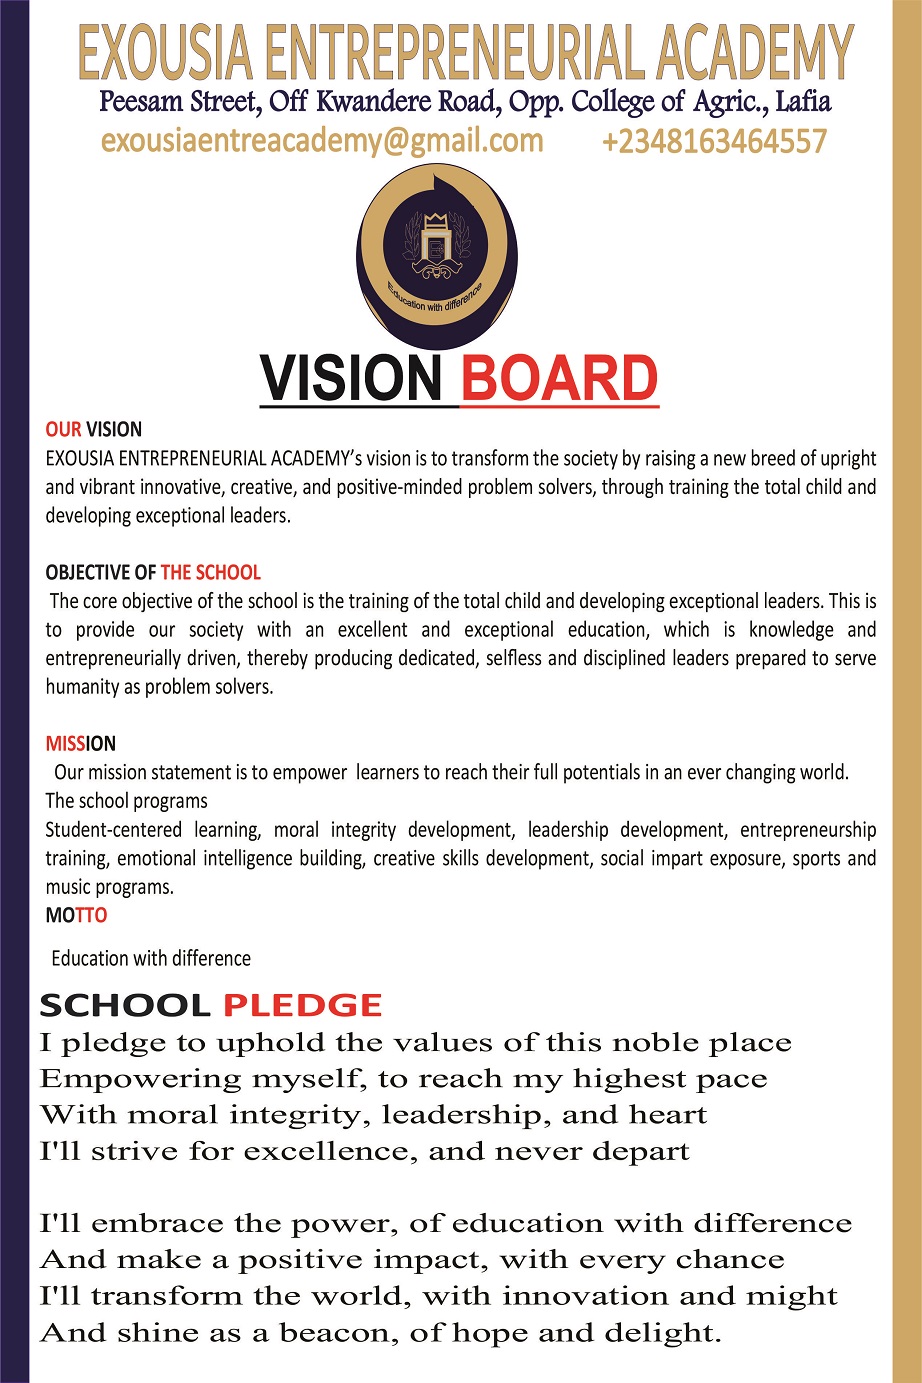 EXOUSIA ENTREPRENEURIAL ACADEMY
Peesam Street, Off Kwandere Road, Opp. College of Agric., Lafia
exousiaentreacademy@gmail.com +2348163464557
Education with difference
VISION BOARD
OUR VISION
EXOUSIA ENTREPRENEURIAL ACADEMY’s vision is to transform the society by raising a new breed of upright
and vibrant innovative, creative, and positive-minded problem solvers, through training the total child and
developing exceptional leaders.
OBJECTIVE OF THE SCHOOL
The core objective of the school is the training of the total child and developing exceptional leaders. This is
to provide our society with an excellent and exceptional education, which is knowledge and
entrepreneurially driven, thereby producing dedicated, selfless and disciplined leaders prepared to serve
humanity as problem solvers.
MISSION
Our mission statement is to empower learners to reach their full potentials in an ever changing world.
The school programs
Student-centered learning, moral integrity development, leadership development, entrepreneurship
training, emotional intelligence building, creative skills development, social impart exposure, sports and
music programs.
MOTTO
Education with difference
SCHOOL PLEDGE
I pledge to uphold the values of this noble place
Empowering myself, to reach my highest pace
With moral integrity, leadership, and heart
I'll strive for excellence, and never depart
I'll embrace the power, of education with difference
And make a positive impact, with every chance
I'll transform the world, with innovation and might
And shine as a beacon, of hope and delight.